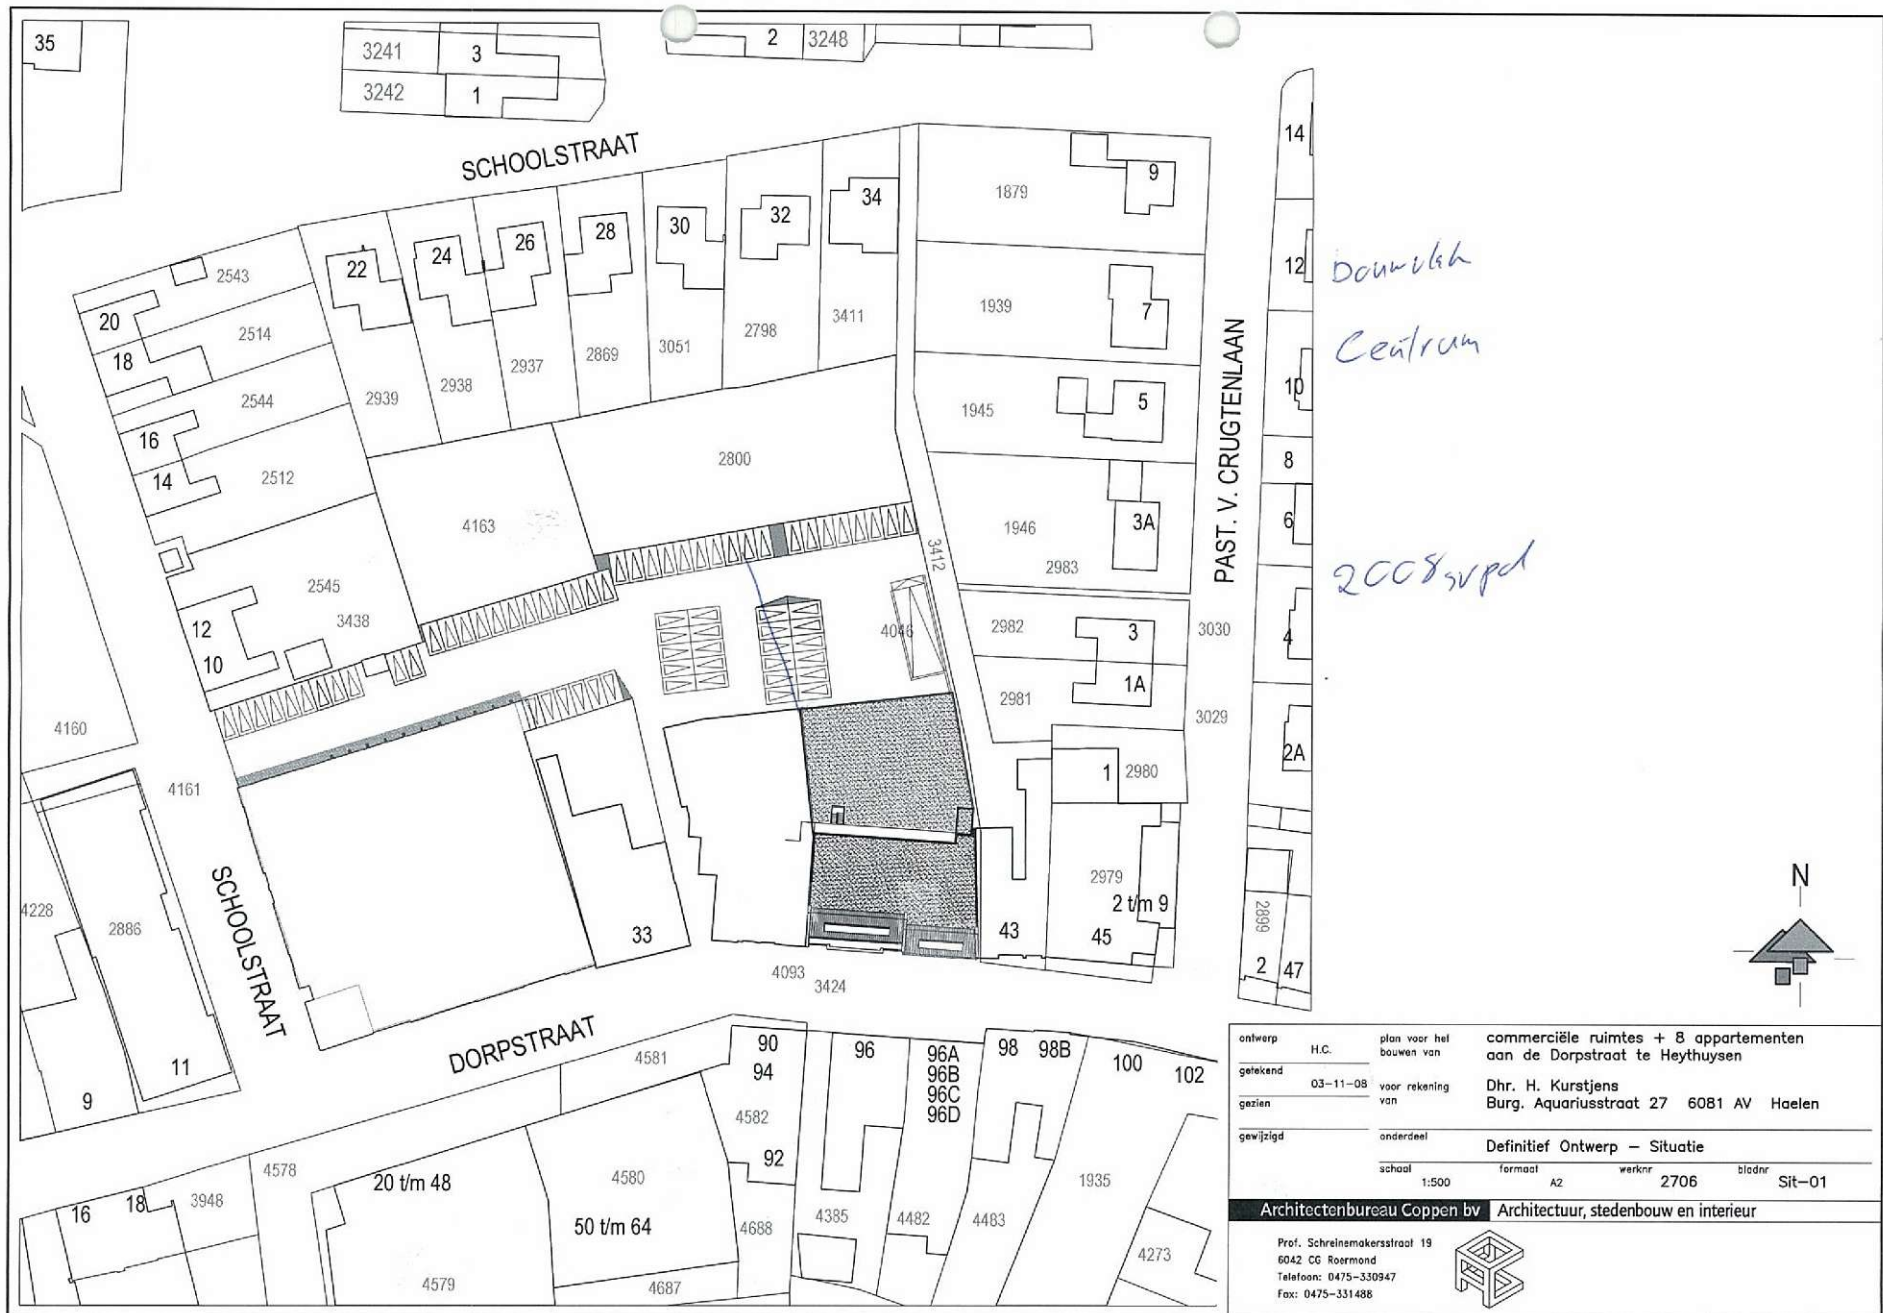 35
3241
3
3242
1
2
3248
SCHOOLSTRAAT
14
9
1879
34
32
30
28
26
24
22
2543
20
2514
18
2544
16
14
2512
2939
2938
2937
2869
3051
2798
3411
1939
7
12
Centrum
PAST. V. CRUGTENLAAN
10
5
1945
8
2800
4163
3A
1946
2983
3412
6
2545
3438
12
10
4046
2982
3
3030
4
2981
1A
3029
2A
4160
4161
1
2980
SCHOOLSTRAAT
4228
2886
33
2979
2 t/m 9
43
45
2899
2
47
N
4093
3424
DORPSTRAAT
4581
90
94
4582
92
96
96A
96B
96C
96D
98
98B
100
102
9
11
4578
16
18
3948
20 t/m 48
4580
50 t/m 64
4579
4687
4688
4385
4482
4483
1935
4273
ontwerp
H.C.
plan voor het
bouwen van
commerciële ruimtes + 8 appartementen
aan de Dorpstraat te Heythuysen
getekend
03-11-08
voor rekening
van
Dhr. H. Kurstjens
Burg. Aquariusstraat 27 6081 AV Haelen
gezien
gewijzigd
onderdeel
Definitief Ontwerp – Situatie
schaal
1:500
formaat
A2
werknr
2706
bladnr
Sit-01
Architectenbureau Coppen bv Architectuur, stedenbouw en interieur
Prof. Schreinemakersstraat 19
6042 CG Roermond
Telefoon: 0475-330947
Fax: 0475-331488